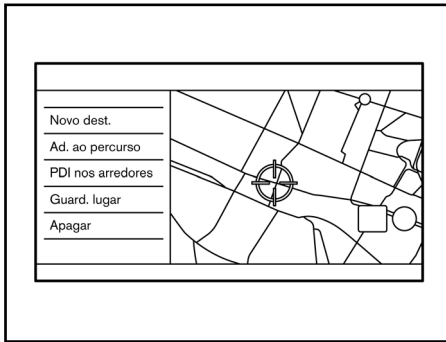 Novo dest.
Ad. ao percurso
PDI nos arredores
Guard. lugar
Apagar